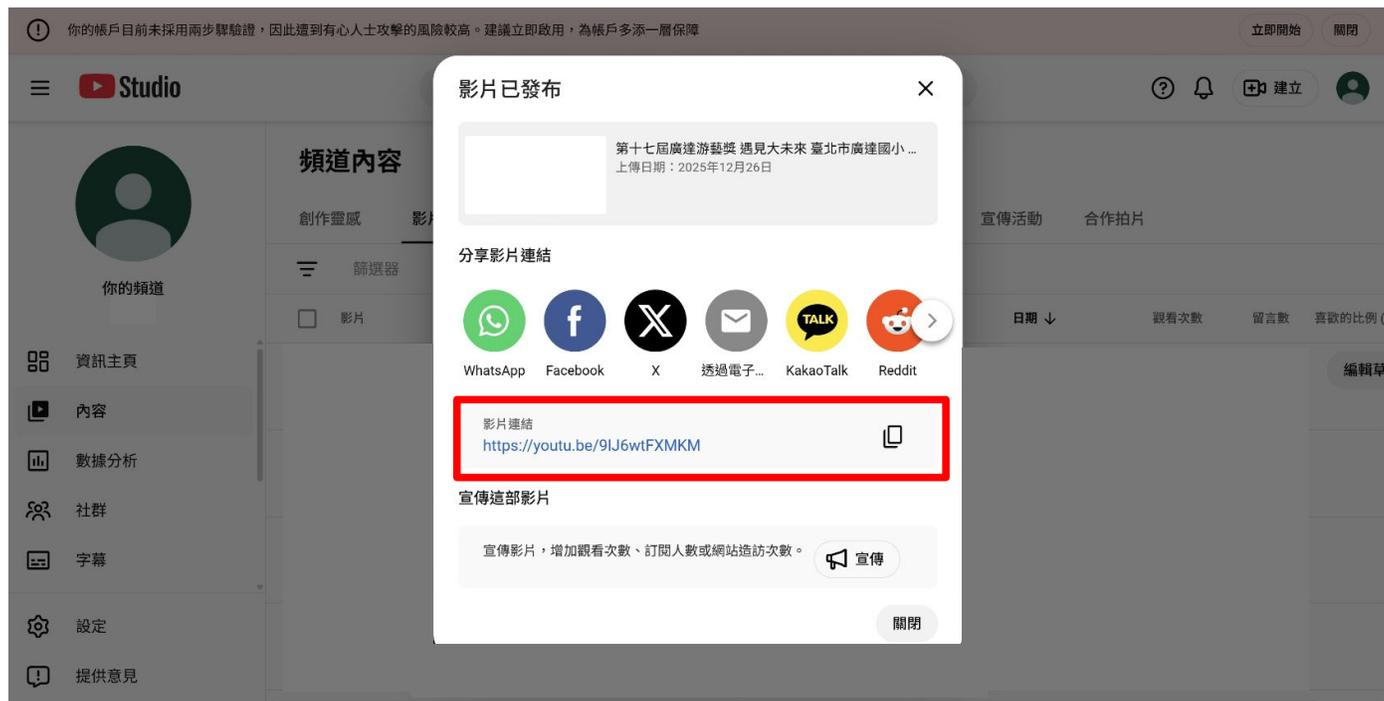 你的帳戶目前未採用兩步驟驗證，因此遭到有心人士攻擊的風險較高。建議立即啟用，為帳戶多添一層保障
立即開始
關閉
Studio
建立
影片已發布
第十七屆廣達游藝獎 遇見大未來 臺北市廣達國小 ...
上傳日期：2025年12月26日
頻道內容
創作靈感
宣傳活動
合作拍片
分享影片連結
篩選器
你的頻道
影片
日期
觀看次數
留言數
喜歡的比例 (
TALK
WhatsApp
Facebook
X
透過電子...
KakaoTalk
Reddit
資訊主頁
內容
數據分析
社群
字幕
設定
提供意見
編輯草
影片連結
https://youtu.be/9IJ6wtFXMKM
宣傳這部影片
宣傳影片，增加觀看次數、訂閱人數或網站造訪次數。
宣傳
關閉